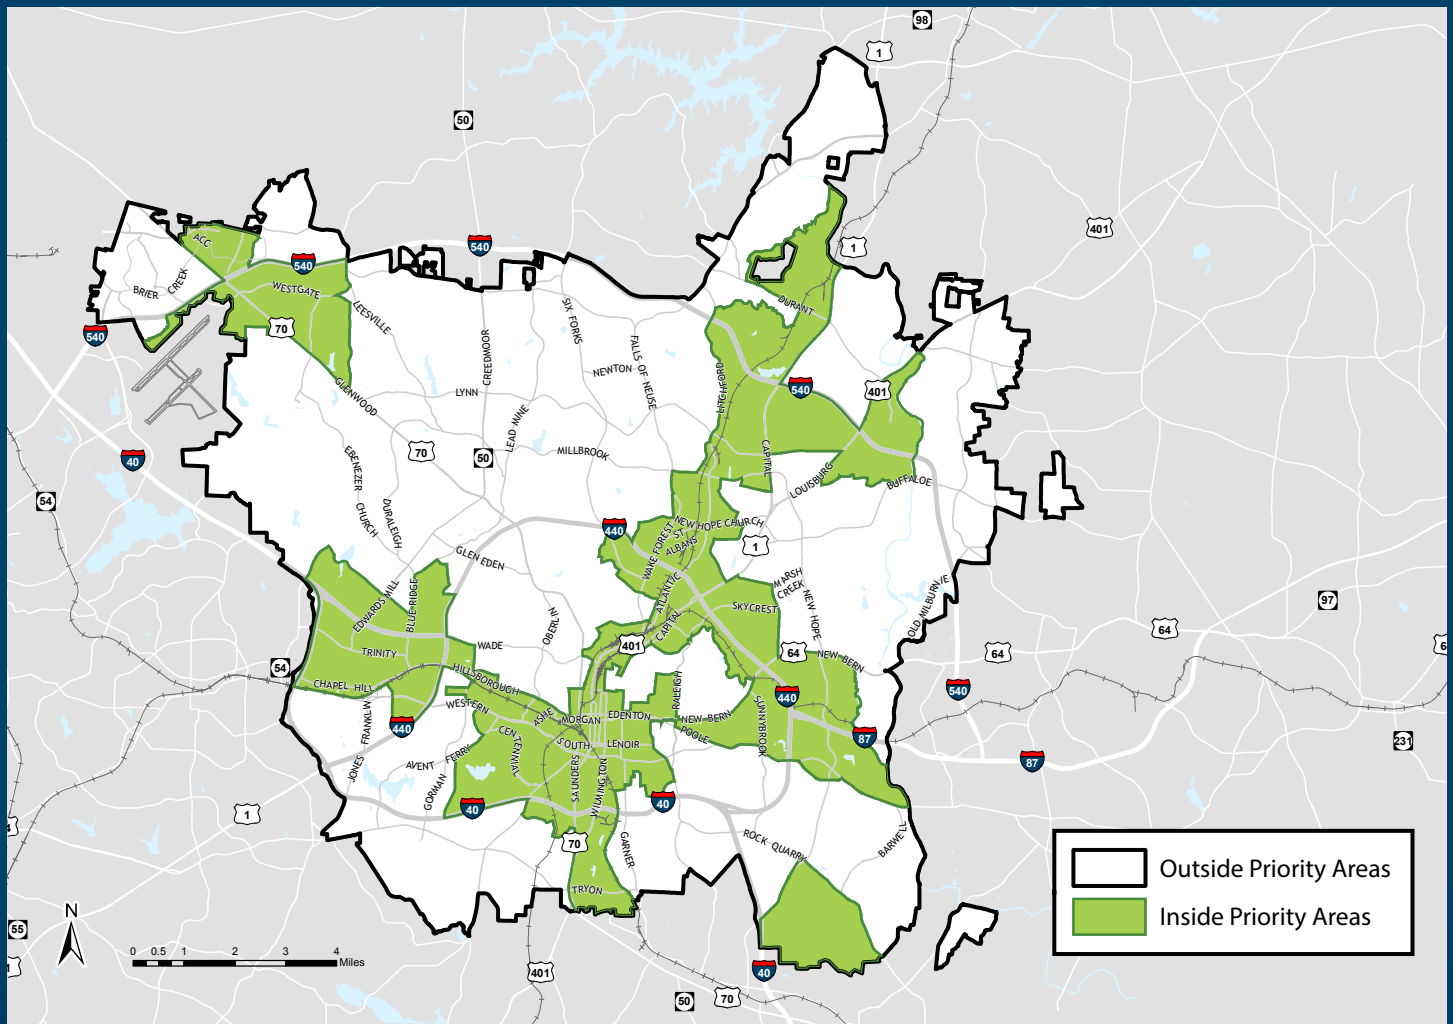 98
1
50
401
540
1
ACC
540
BRIER CREEK
WESTGATE
70
540
LEESVILLE
SIX FORKS
DURANT
CREEDMOOR
FALLS OF NEUSE
NEWTON
LYNN
GLENWOOD
LITCHFORD
540
401
LEAD MINE
70
50
MILLBROOK
CAPITAL
LOUISBURG
BUFFALOE
40
54
EBENEZER CHURCH
DURALEIGH
440
NEW HOPE CHURCH
WAKE FOREST
ST ALBANS
1
GLEN EDEN
ATLANTIC
MARSH CREEK
NEW HOPE
OLD MILBURNIE
97
EDWARDS MILL
BLUE RIDGE
OBERLIN
CAPITAL
SKYCREST
64
TRINITY
WADE
401
64
NEW BERN
64
54
CHAPEL HILL
HILLSBOROUGH
RALEIGH
440
540
WESTERN
ASHE
MORGAN
EDENTON
NEW BERN
SUNNYBROOK
FRANKLIN
440
CENTENNIAL
SOUTH
LENOIR
POOLE
87
231
JONES
AVENT FERRY
GORMAN
SAUNDERS
WILMINGTON
87
40
40
1
70
GARNER
ROCK QUARRY
BARWELL
TRYON
Outside Priority Areas
Inside Priority Areas
N
55
0 0.5 1 2 3 4
Miles
1
401
40
50
70